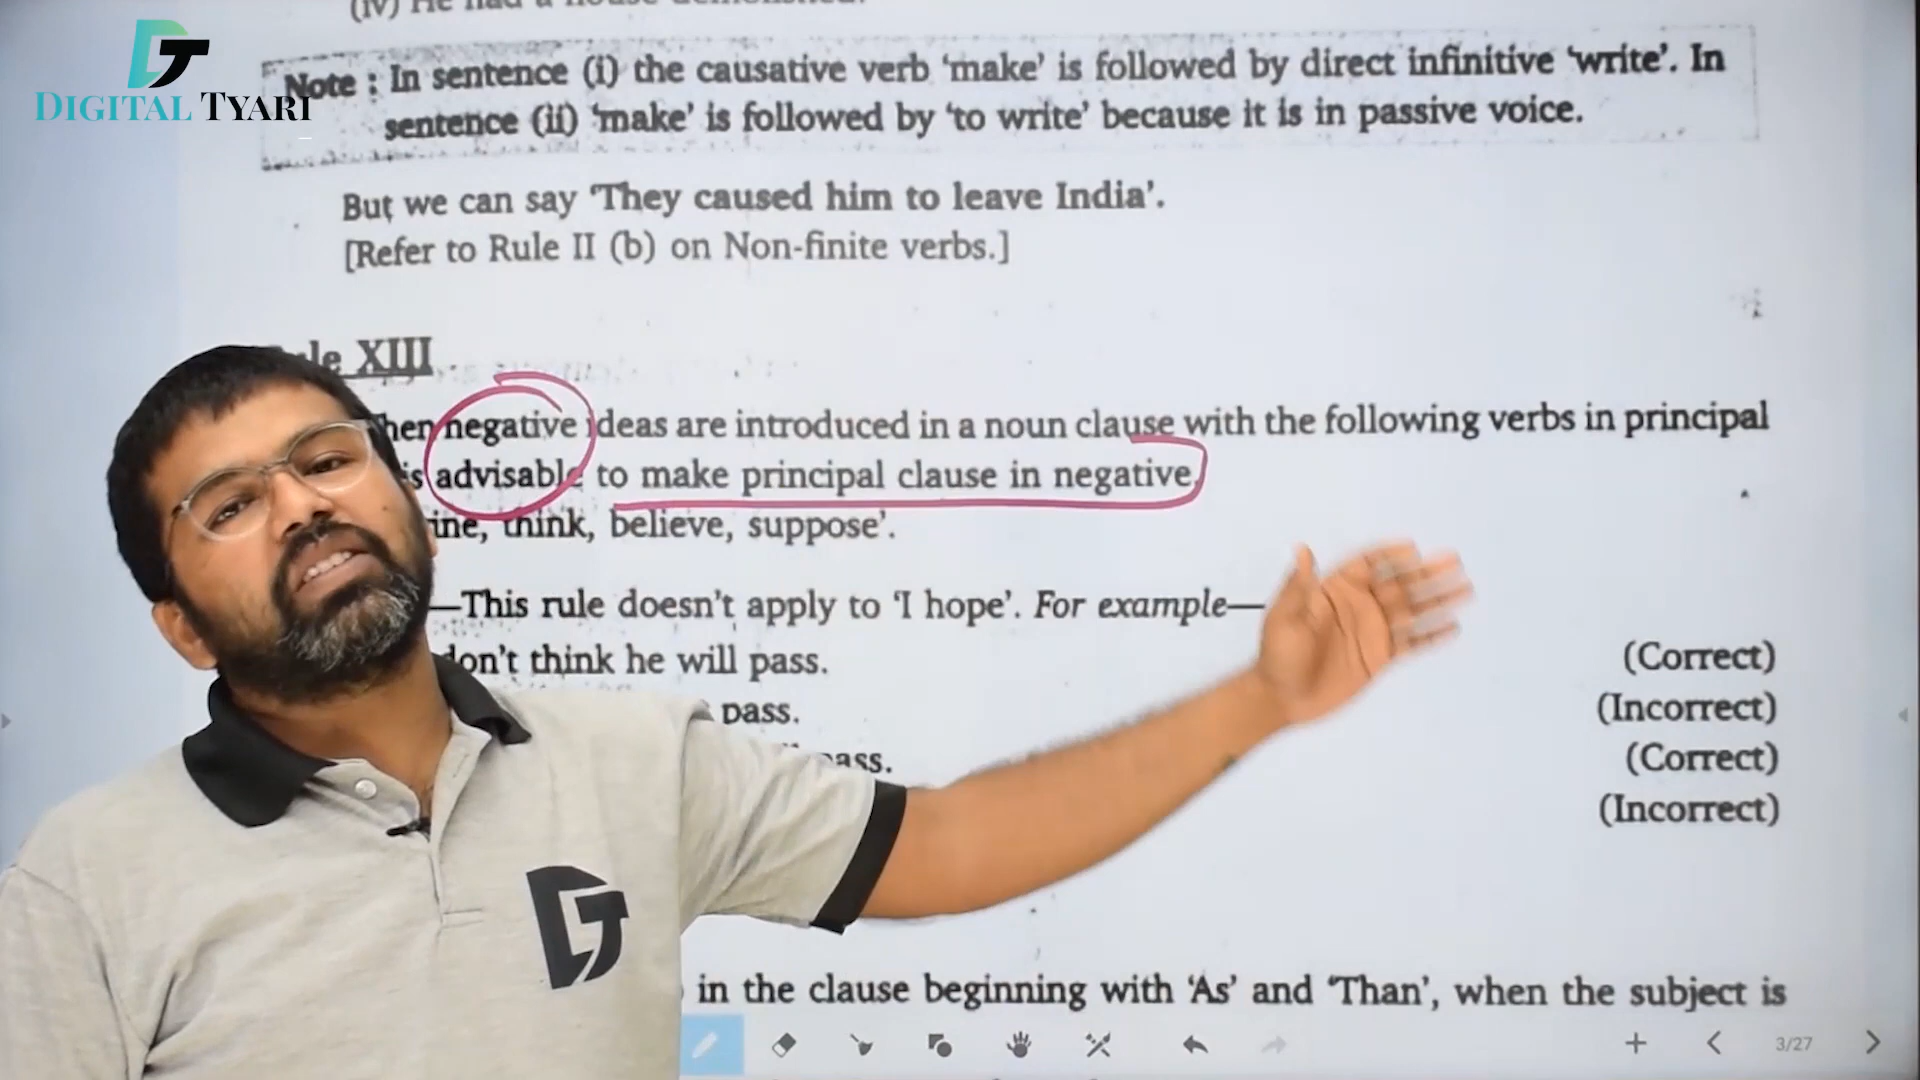 (iv) He had a house demolished.
DIGITAL TYARI
Note : In sentence (i) the causative verb ‘make’ is followed by direct infinitive ‘write’. In
sentence (ii) ‘make’ is followed by ‘to write’ because it is in passive voice.
But we can say ‘They caused him to leave India’.
[Refer to Rule II (b) on Non-finite verbs.]
XIII
negative ideas are introduced in a noun clause with the following verbs in principal
advisable to make principal clause in negative.
think, believe, suppose’.
—This rule doesn’t apply to ‘I hope’. For example—
don’t think he will pass. (Correct)
pass. (Incorrect)
(Correct)
(Incorrect)
in the clause beginning with ‘As’ and ‘Than’, when the subject is
3/27